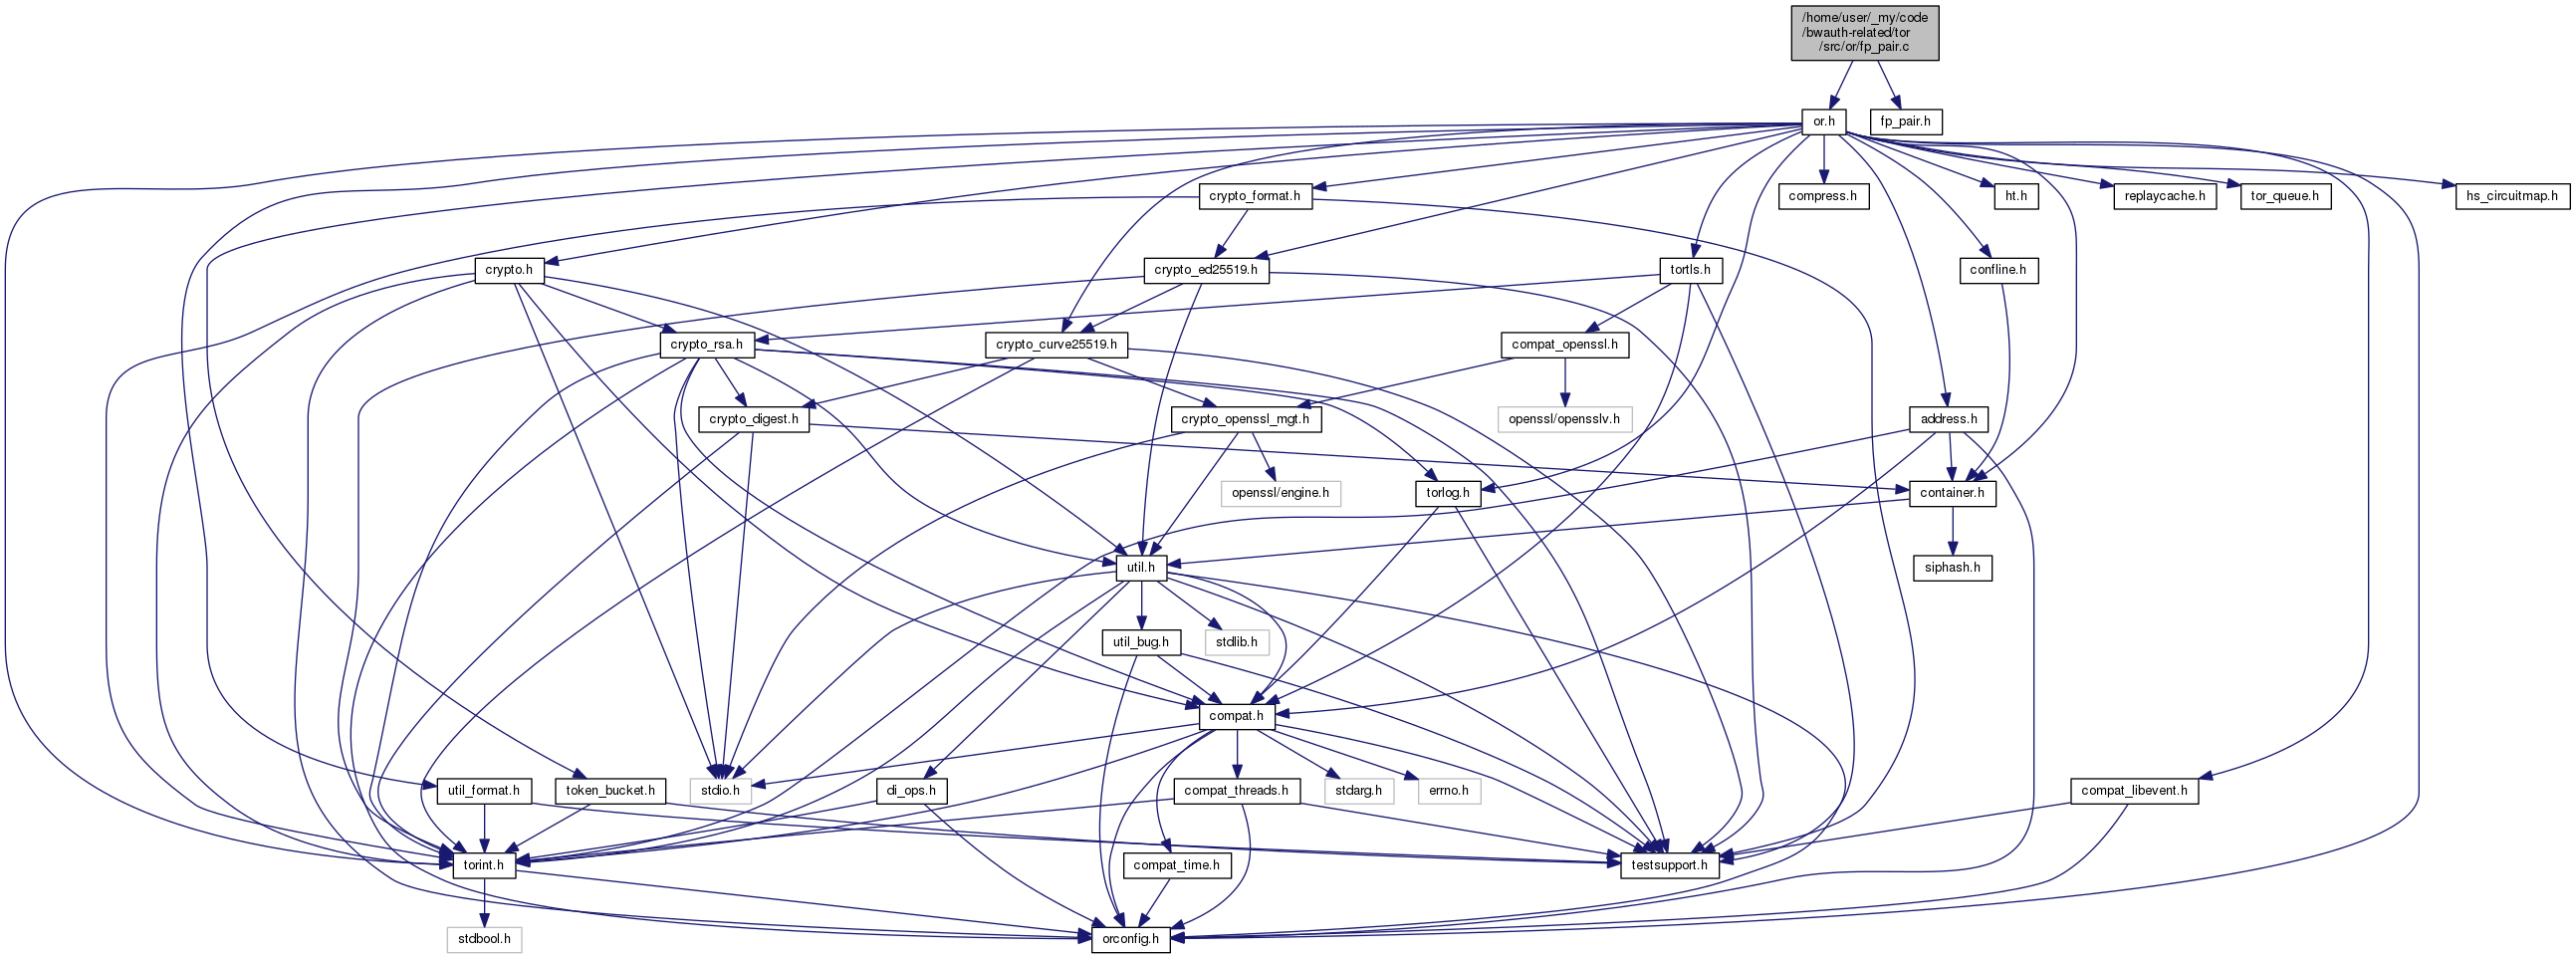 /home/user/_my/code
/bwauth-related/tor
/src/or/fp_pair.c
or.h
fp_pair.h
crypto_format.h
compress.h
ht.h
replaycache.h
tor_queue.h
hs_circuitmap.h
crypto.h
crypto_ed25519.h
tortls.h
confline.h
crypto_rsa.h
crypto_curve25519.h
compat_openssl.h
crypto_digest.h
crypto_openssl_mgt.h
openssl/opensslv.h
address.h
openssl/engine.h
torlog.h
container.h
util.h
siphash.h
util_bug.h
stdlib.h
compat.h
util_format.h
token_bucket.h
stdio.h
di_ops.h
compat_threads.h
stdarg.h
errno.h
compat_libevent.h
torint.h
compat_time.h
testsupport.h
stdbool.h
orconfig.h